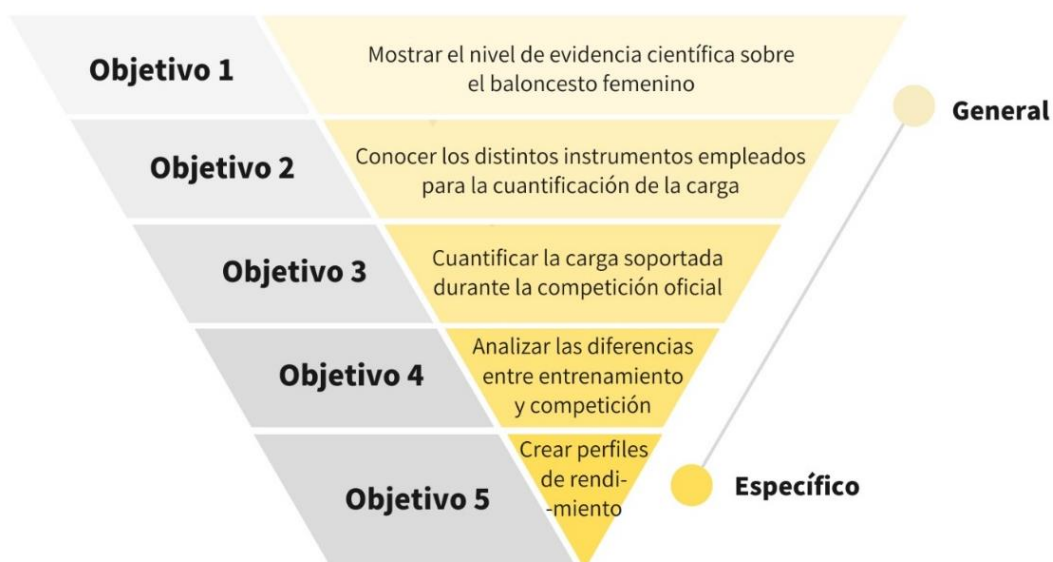 Objetivo 1
Mostrar el nivel de evidencia científica sobre
el baloncesto femenino
General
Objetivo 2
Conocer los distintos instrumentos empleados
para la cuantificación de la carga
Objetivo 3
Cuantificar la carga soportada
durante la competición oficial
Objetivo 4
Analizar las diferencias
entre entrenamiento
y competición
Objetivo 5
Crear perfiles
de rendi-
-miento
Específico